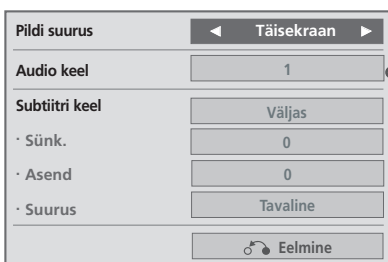 Pildi suurus ◀ Täisekraan ▶
Audio keel 1
Subtiitri keel Väljas
· Sünk. 0
· Asend 0
· Suurus Tavaline
Eelmine